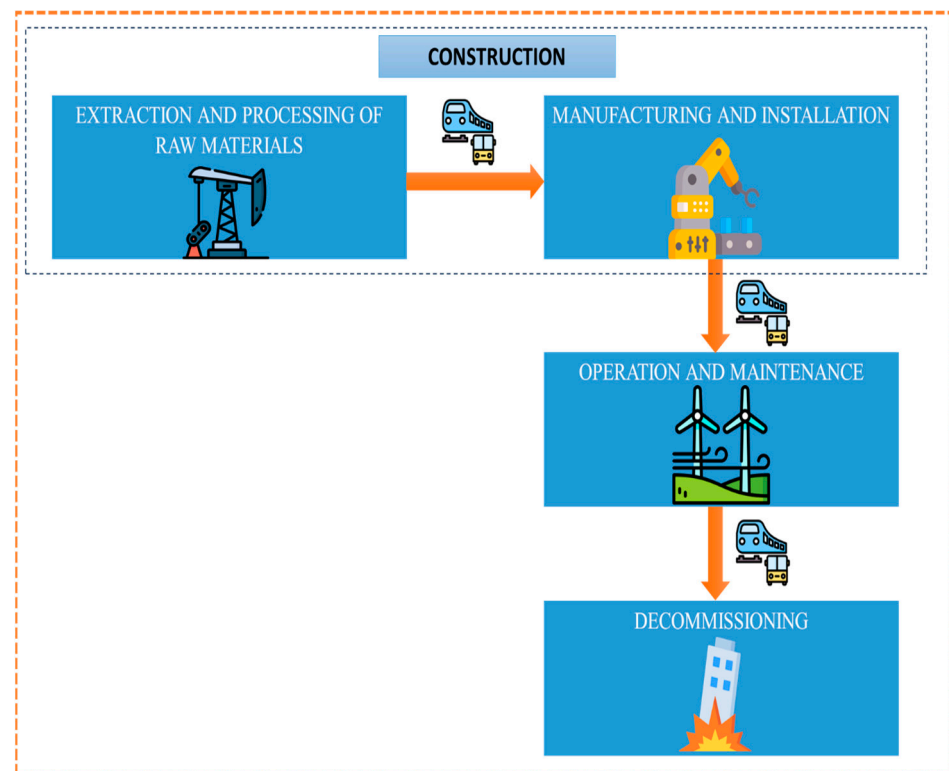 CONSTRUCTION
EXTRACTION AND PROCESSING OF
RAW MATERIALS
MANUFACTURING AND INSTALLATION
OPERATION AND MAINTENANCE
DECOMMISSIONING